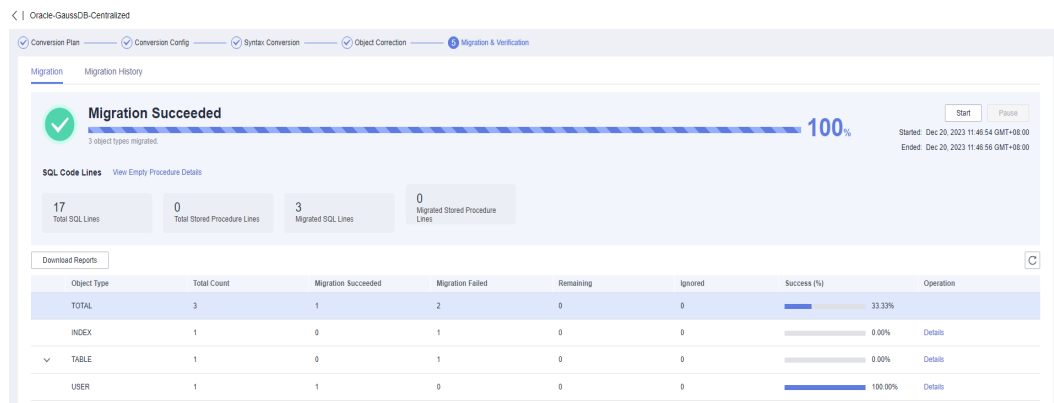 Oracle-GaussDB-Centralized
Conversion Plan Conversion Config Syntax Conversion Object Correction 5 Migration & Verification
Migration Migration History
Migration Succeeded
100%
3 object types migrated.
Start Pause
Started: Dec 20, 2023 11:46:54 GMT+08:00
Ended: Dec 20, 2023 11:46:56 GMT+08:00
SQL Code Lines View Empty Procedure Details
17
Total SQL Lines
0
Total Stored Procedure Lines
3
Migrated SQL Lines
0
Migrated Stored Procedure
Lines
Download Reports
Object Type Total Count Migration Succeeded Migration Failed Remaining Ignored Success (%) Operation
TOTAL 3 1 2 0 0 33.33%
INDEX 1 0 1 0 0 0.00% Details
TABLE 1 0 1 0 0 0.00% Details
USER 1 1 0 0 0 100.00% Details